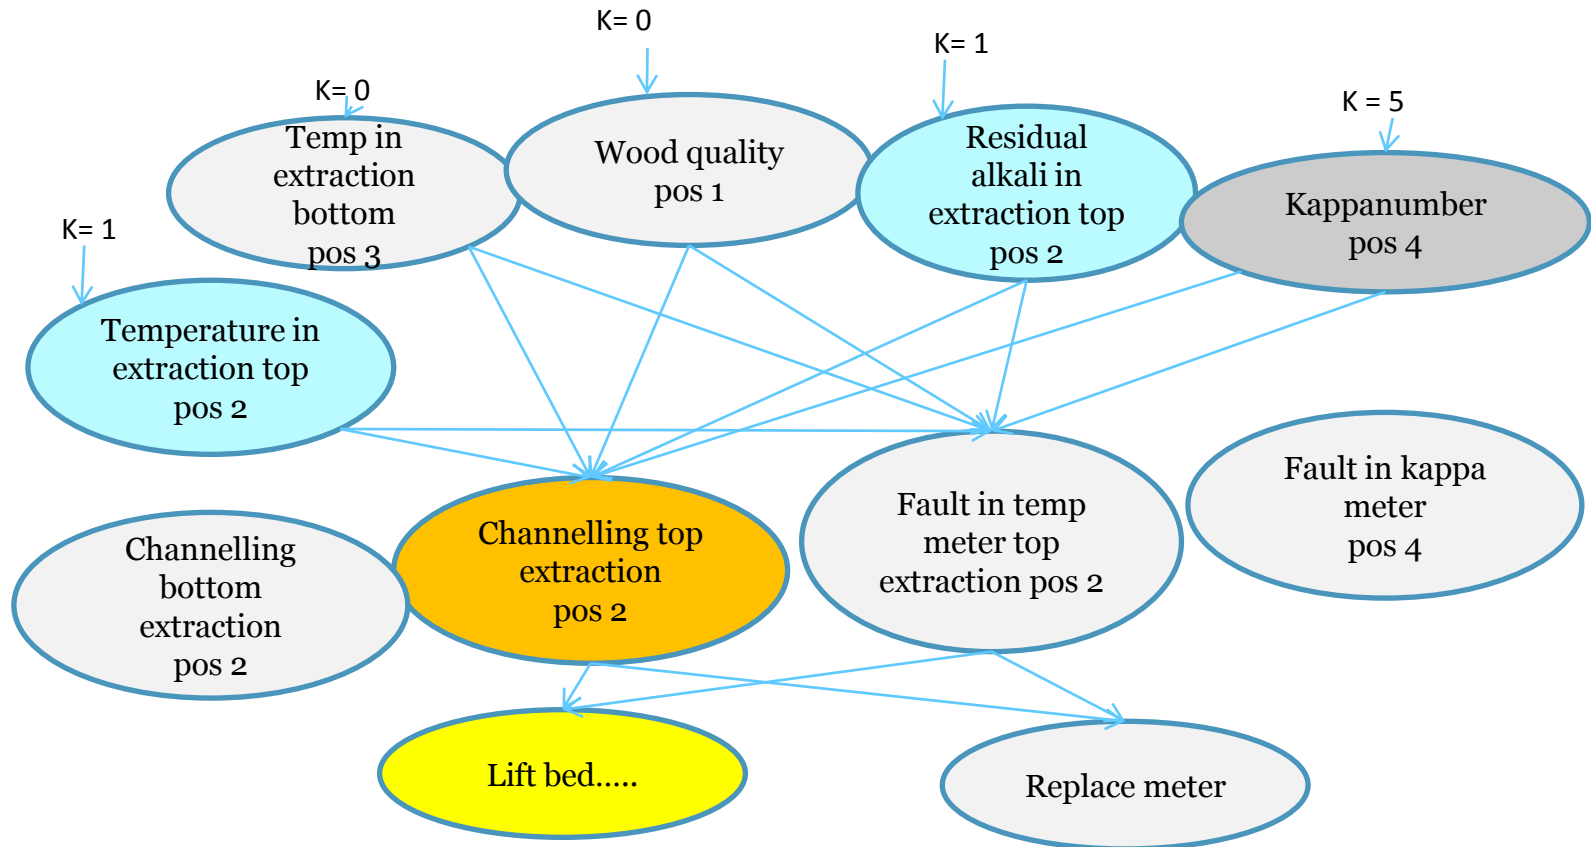 K= 0
K= 1
K= 0
K = 5
Temp in
extraction
bottom
pos 3
Wood quality
pos 1
Residual
alkali in
extraction top
pos 2
Kappanumber
pos 4
K= 1
Temperature in
extraction top
pos 2
Channelling
bottom
extraction
pos 2
Channelling top
extraction
pos 2
Fault in temp
meter top
extraction pos 2
Fault in kappa
meter
pos 4
Lift bed.....
Replace meter